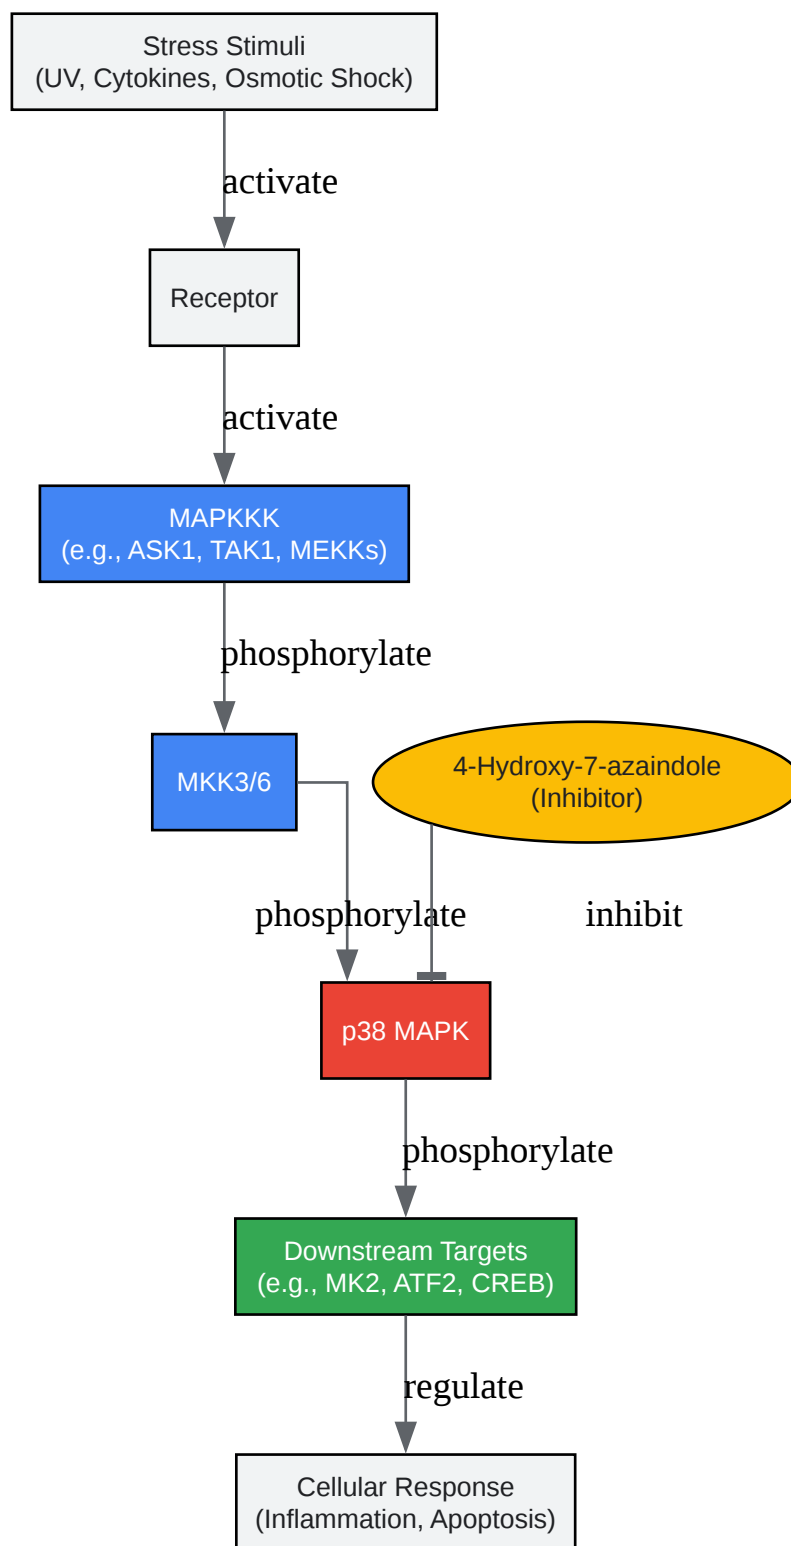 Stress Stimuli
(UV, Cytokines, Osmotic Shock)
activate
Receptor
activate
MAPKKK
(e.g., ASK1, TAK1, MEKKs)
phosphorylate
MKK3/6
4-Hydroxy-7-azaindole
(Inhibitor)
phosphorylate
inhibit
p38 MAPK
phosphorylate
Downstream Targets
(e.g., MK2, ATF2, CREB)
regulate
Cellular Response
(Inflammation, Apoptosis)